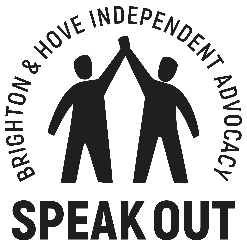 BRIGHTON & HOVE INDEPENDENT ADVOCACY
SPEAK OUT